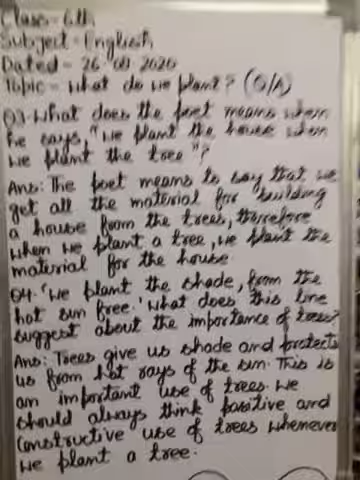 Class - 6th
Subject - English
Dated - 26 08 2020
Topic - What do we plant? (Q/A)
Q3. What does the poet means when
he says, "We plant the house when
we plant the tree"?
Ans: The poet means to say that we
get all the material for building
a house from the trees, therefore
when we plant a tree, we plant the
material for the house
Q4. 'We plant the shade, from the
hot sun free.' What does this line
suggest about the importance of trees?
Ans: Trees give us shade and protects
us from hot rays of the sun. This is
an important use of trees. We
should always think positive and
constructive use of trees whenever
we plant a tree.